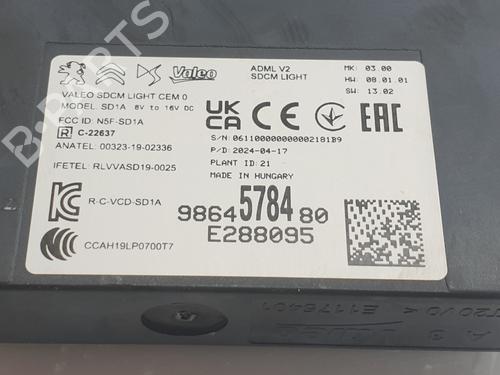 B-PARTS
Valeo
ADML V2
SDCM LIGHT
MK: 03.00
HW: 08.01.01
SW: 13.02
VALEO SDCM LIGHT CEM 0
MODEL: SD1A 8V to 16V DC
FCC ID: N5F-SD1A
R C-22637
ANATEL: 00323-19-02336
IFETEL: RLVVASD19-0025
UK
CA
CE
EAC
S/N: 0611000000000002181B9
P/D: 2024-04-17
PLANT ID: 21
MADE IN HUNGARY
R-C-VCD-SD1A
98645784 80
E288095
CCAH19LP0700T7
E1176401